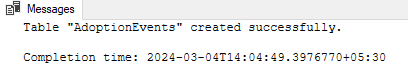 Messages
Table "AdoptionEvents" created successfully.
Completion time: 2024-03-04T14:04:49.3976770+05:30